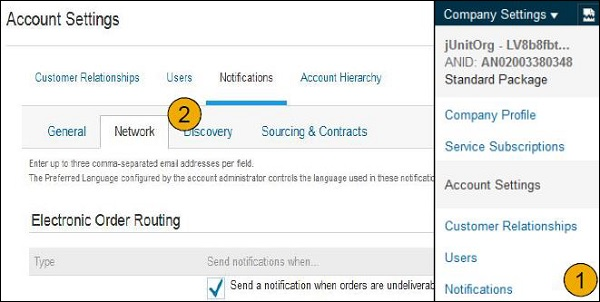 Account Settings
Customer Relationships Users Notifications Account Hierarchy
2
General Network Discovery Sourcing & Contracts
Enter up to three comma-separated email addresses per field.
The Preferred Language configured by the account administrator controls the language used in these
Electronic Order Routing
Type Send notifications when...
Send a notification when orders are
Company Settings
jUnitOrg - LV8b8fbt...
ANID: AN02003380348
Standard Package
Company Profile
Service Subscriptions
Account Settings
Customer Relationships
Users
1
Notifications